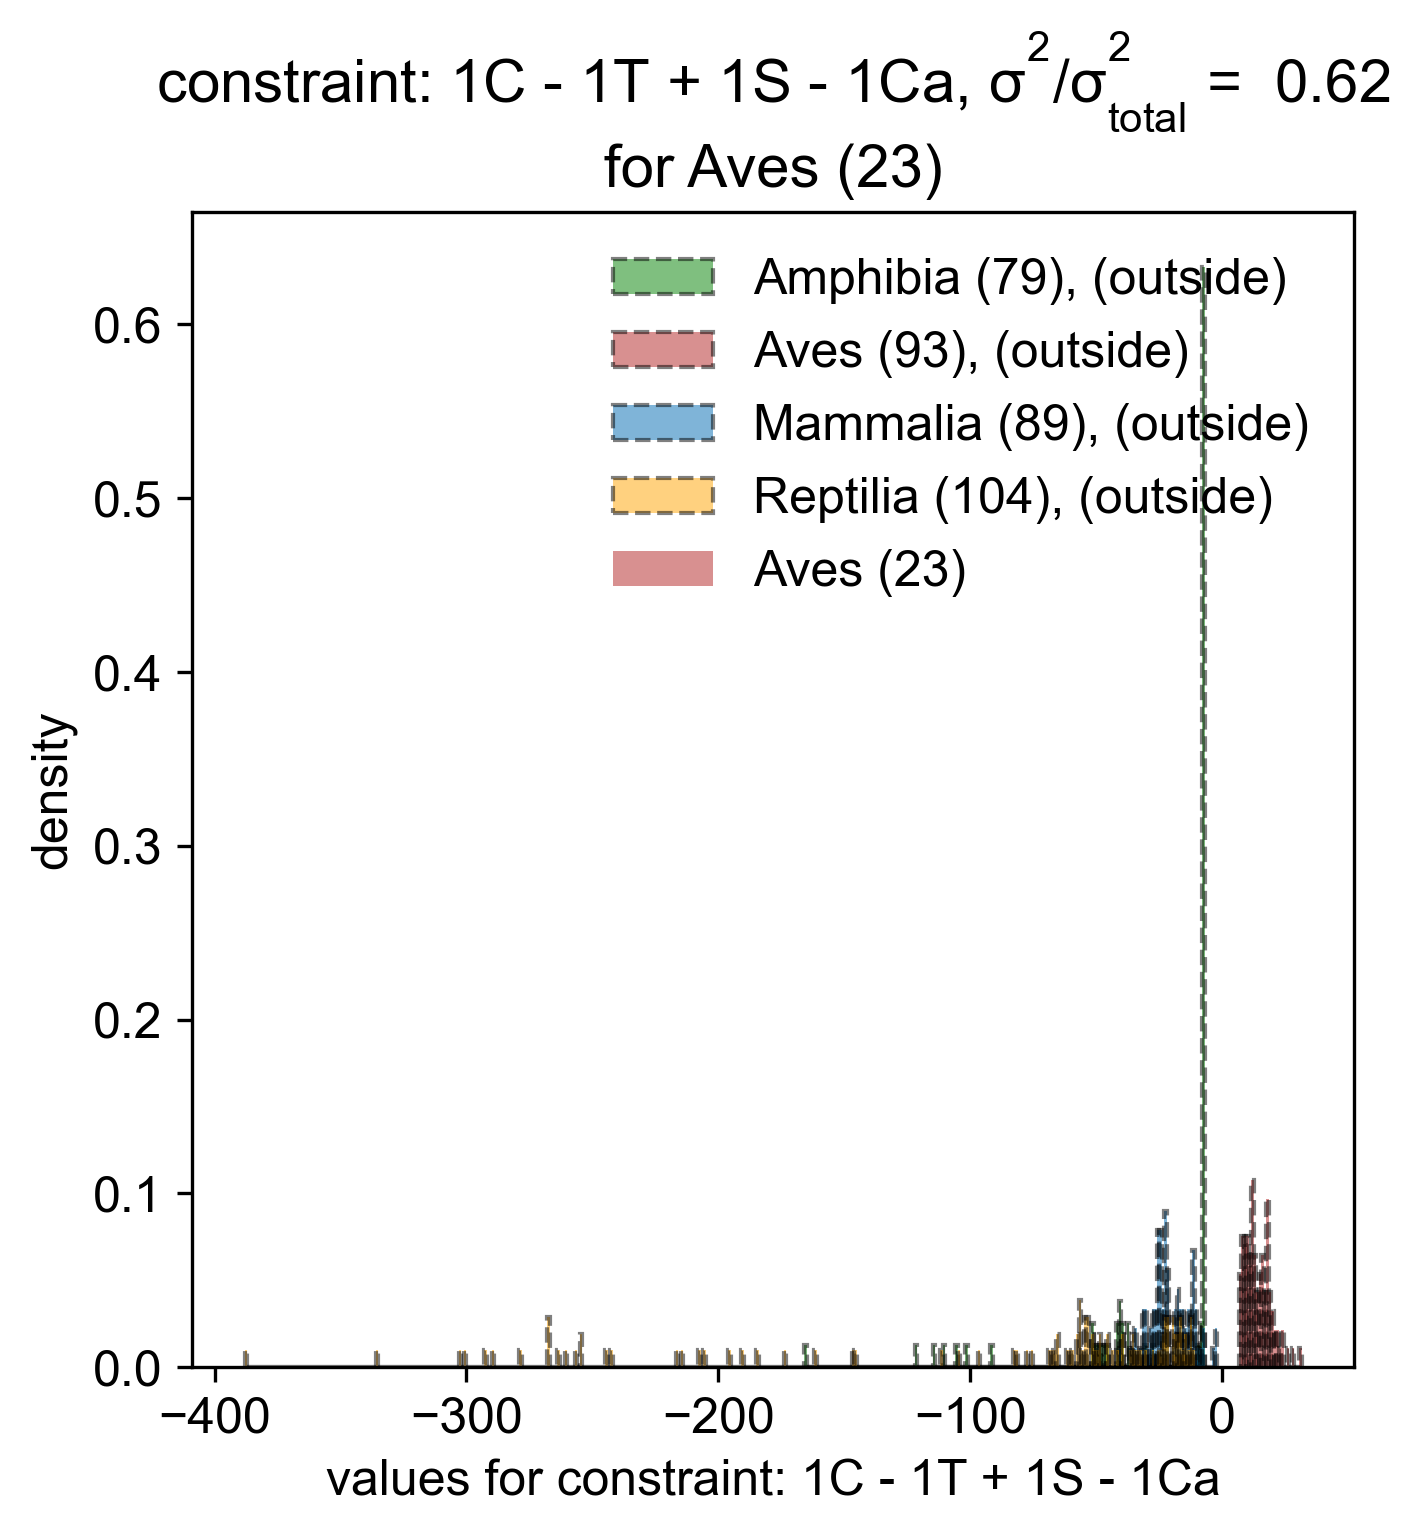 constraint: 1C - 1T + 1S - 1Ca, σ²/σ²total = 0.62
for Aves (23)
Amphibia (79), (outside)
Aves (93), (outside)
Mammalia (89), (outside)
Reptilia (104), (outside)
Aves (23)
density
0.6
0.5
0.4
0.3
0.2
0.1
0.0
−400 −300 −200 −100 0
values for constraint: 1C - 1T + 1S - 1Ca